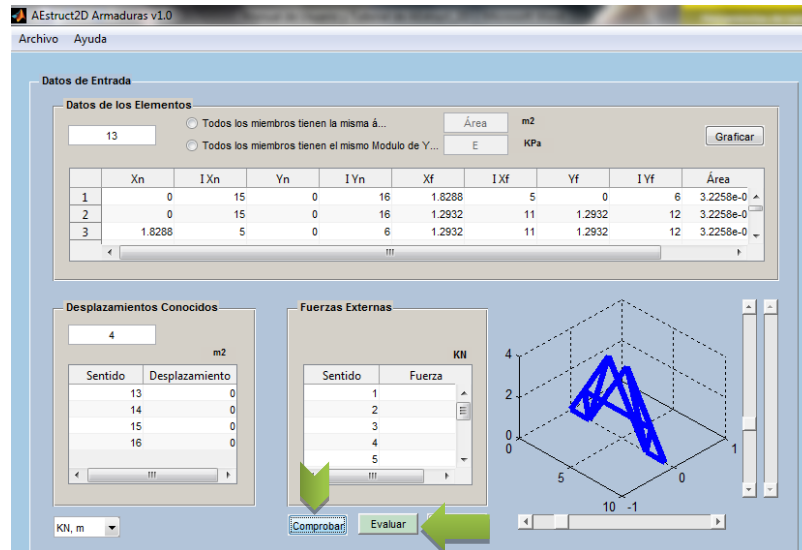 AEstruct2D Armaduras v1.0
Archivo Ayuda
Datos de Entrada
Datos de los Elementos
13
Todos los miembros tienen la misma á... Área m2
Todos los miembros tienen el mismo Modulo de Y... E KPa
Graficar
Xn I Xn Yn I Yn Xf I Xf Yf I Yf Área
1 0 15 0 16 1.8288 5 0 6 3.2258e-0
2 0 15 0 16 1.2932 11 1.2932 12 3.2258e-0
3 1.8288 5 0 6 1.2932 11 1.2932 12 3.2258e-0
Desplazamientos Conocidos
4
m2
Sentido Desplazamiento
13 0
14 0
15 0
16 0
Fuerzas Externas
KN
Sentido Fuerza
1
2
3
4
5
4
2
0
0
5
10
-1
0
1
KN, m
Comprobar
Evaluar